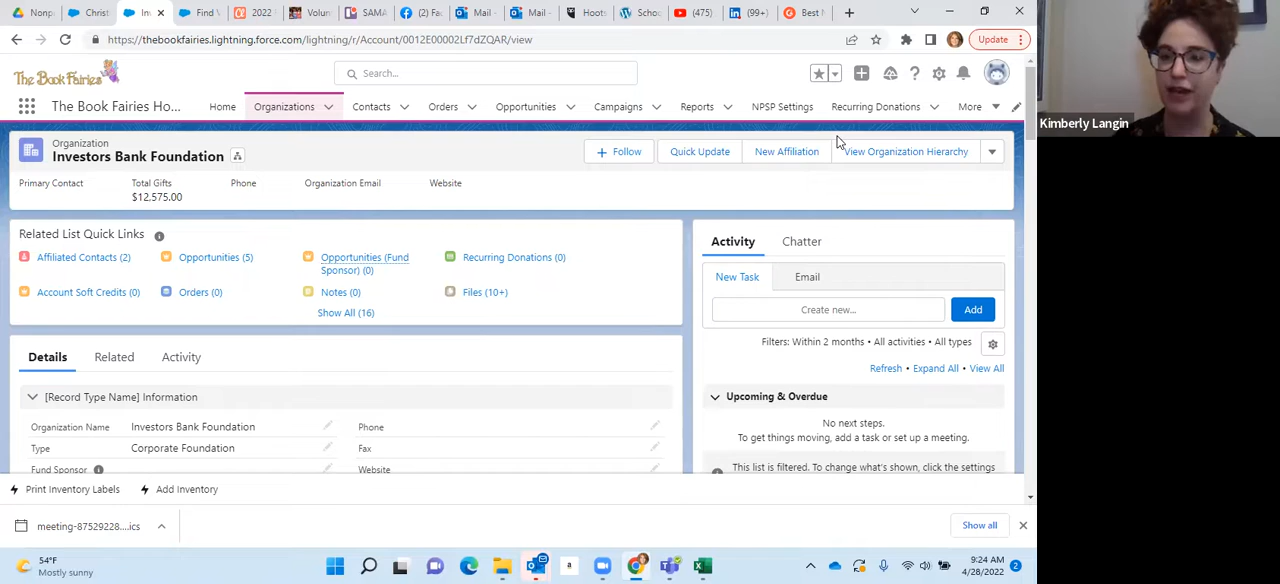 Nonp
Christ
In
Find V
2022
Volun
SAMA
(2) Fac
Mail -
Mail -
Hoots
Schou
(475)
(99+)
Best N
https://thebookfairies.lightning.force.com/lightning/r/Account/0012E00002Lf7dZQAR/view
Update
The Book Fairies
Search...
The Book Fairies Ho...
Home
Organizations
Contacts
Orders
Opportunities
Campaigns
Reports
NPSP Settings
Recurring Donations
More
Kimberly Langin
Organization
Investors Bank Foundation
Follow
Quick Update
New Affiliation
View Organization Hierarchy
Primary Contact
Total Gifts
Phone
Organization Email
Website
$12,575.00
Related List Quick Links
Affiliated Contacts (2)
Opportunities (5)
Opportunities (Fund
Sponsor) (0)
Recurring Donations (0)
Account Soft Credits (0)
Orders (0)
Notes (0)
Files (10+)
Show All (16)
Activity
Chatter
New Task
Email
Create new...
Add
Filters: Within 2 months • All activities • All types
Refresh • Expand All • View All
Upcoming & Overdue
No next steps.
To get things moving, add a task or set up a meeting.
This list is filtered. To change what's shown, click the settings
Details
Related
Activity
[Record Type Name] Information
Organization Name
Investors Bank Foundation
Phone
Type
Corporate Foundation
Fax
Fund Sponsor
Website
Print Inventory Labels
Add Inventory
meeting-87529228....ics
Show all
54°F
Mostly sunny
a
9:24 AM
4/28/2022
2